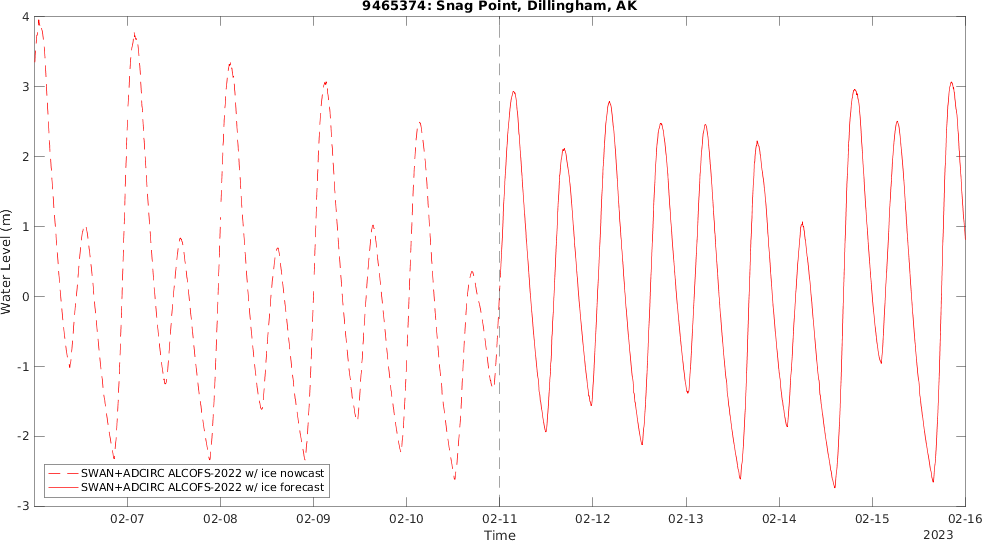 9465374: Snag Point, Dillingham, AK
4
3
2
1
0
-1
-2
-3
Water Level (m)
SWAN+ADCIRC ALCOFS-2022 w/ ice nowcast
SWAN+ADCIRC ALCOFS-2022 w/ ice forecast
02-07 02-08 02-09 02-10 02-11 02-12 02-13 02-14 02-15 02-16
Time
2023